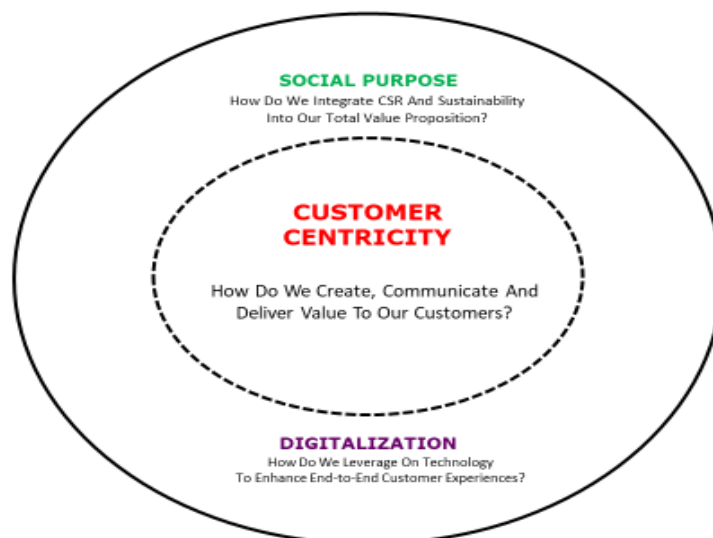 SOCIAL PURPOSE
How Do We Integrate CSR And Sustainability
Into Our Total Value Proposition?
CUSTOMER
CENTRICITY
How Do We Create, Communicate And
Deliver Value To Our Customers?
DIGITALIZATION
How Do We Leverage On Technology
To Enhance End-to-End Customer Experiences?